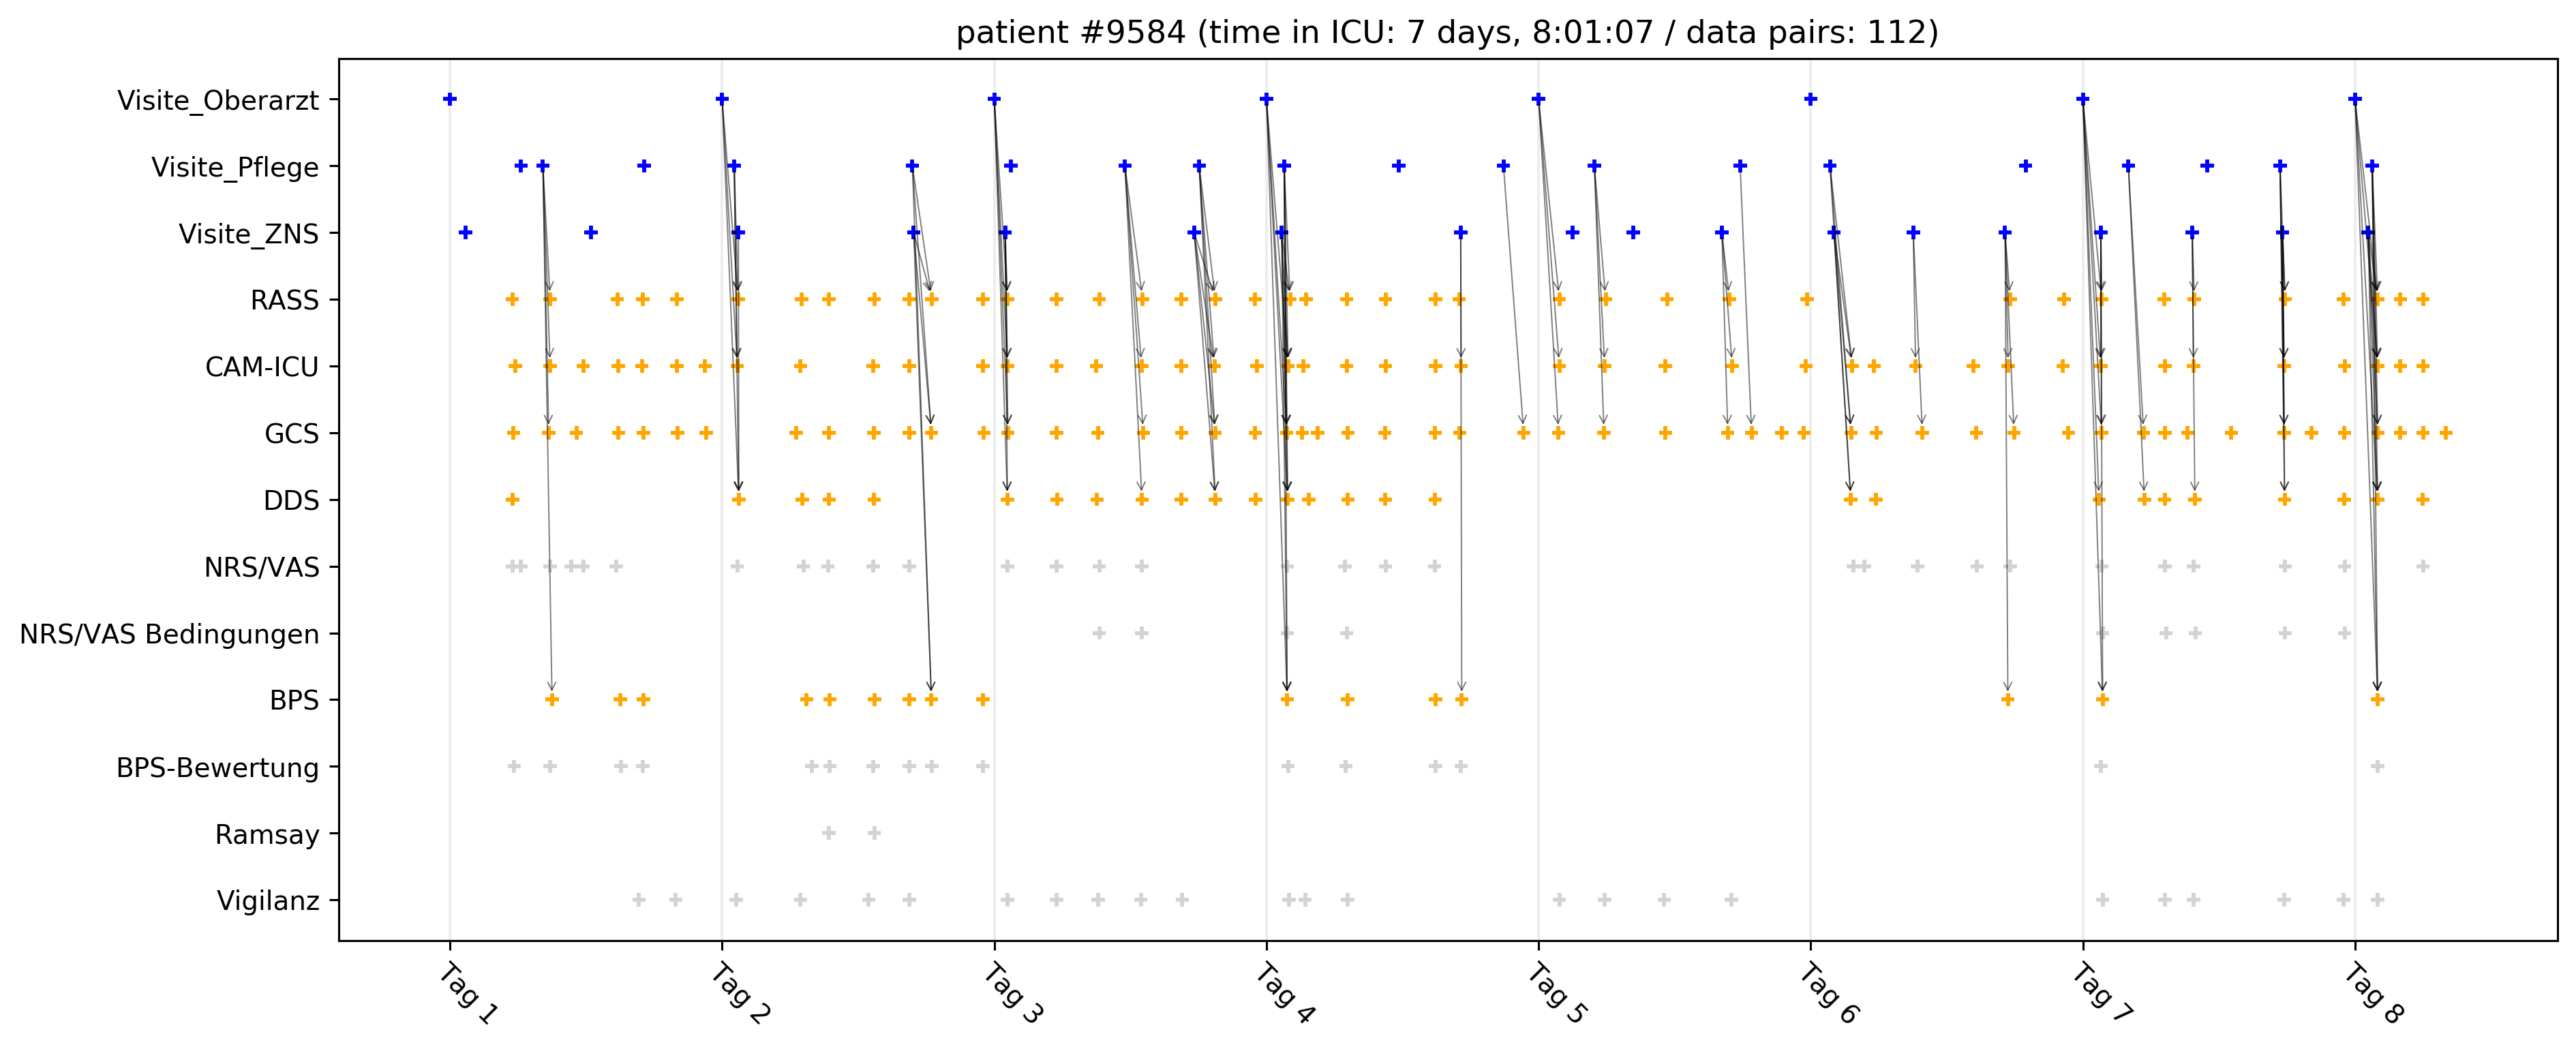 patient #9584 (time in ICU: 7 days, 8:01:07 / data pairs: 112)
Visite_Oberarzt
Visite_Pflege
Visite_ZNS
RASS
CAM-ICU
GCS
DDS
NRS/VAS
NRS/VAS Bedingungen
BPS
BPS-Bewertung
Ramsay
Vigilanz
Tag 1
Tag 2
Tag 3
Tag 4
Tag 5
Tag 6
Tag 7
Tag 8